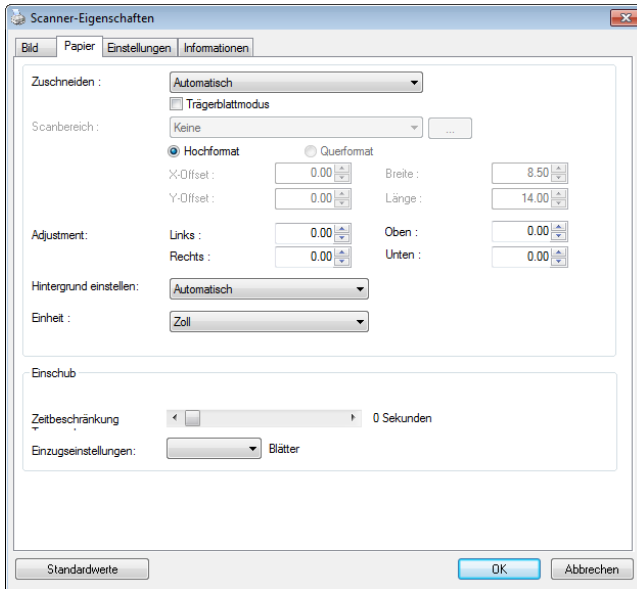 Scanner-Eigenschaften
Bild Papier Einstellungen Informationen
Zuschneiden : Automatisch
Trägerblattmodus
Scanbereich : Keine ...
Hochformat Querformat
X-Offset : 0.00 Breite : 8.50
Y-Offset : 0.00 Länge : 14.00
Adjustment: Links : 0.00 Oben : 0.00
Rechts : 0.00 Unten : 0.00
Hintergrund einstellen: Automatisch
Einheit : Zoll
Einschub
Zeitbeschränkung 0 Sekunden
Einzugseinstellungen: Blätter
Standardwerte OK Abbrechen